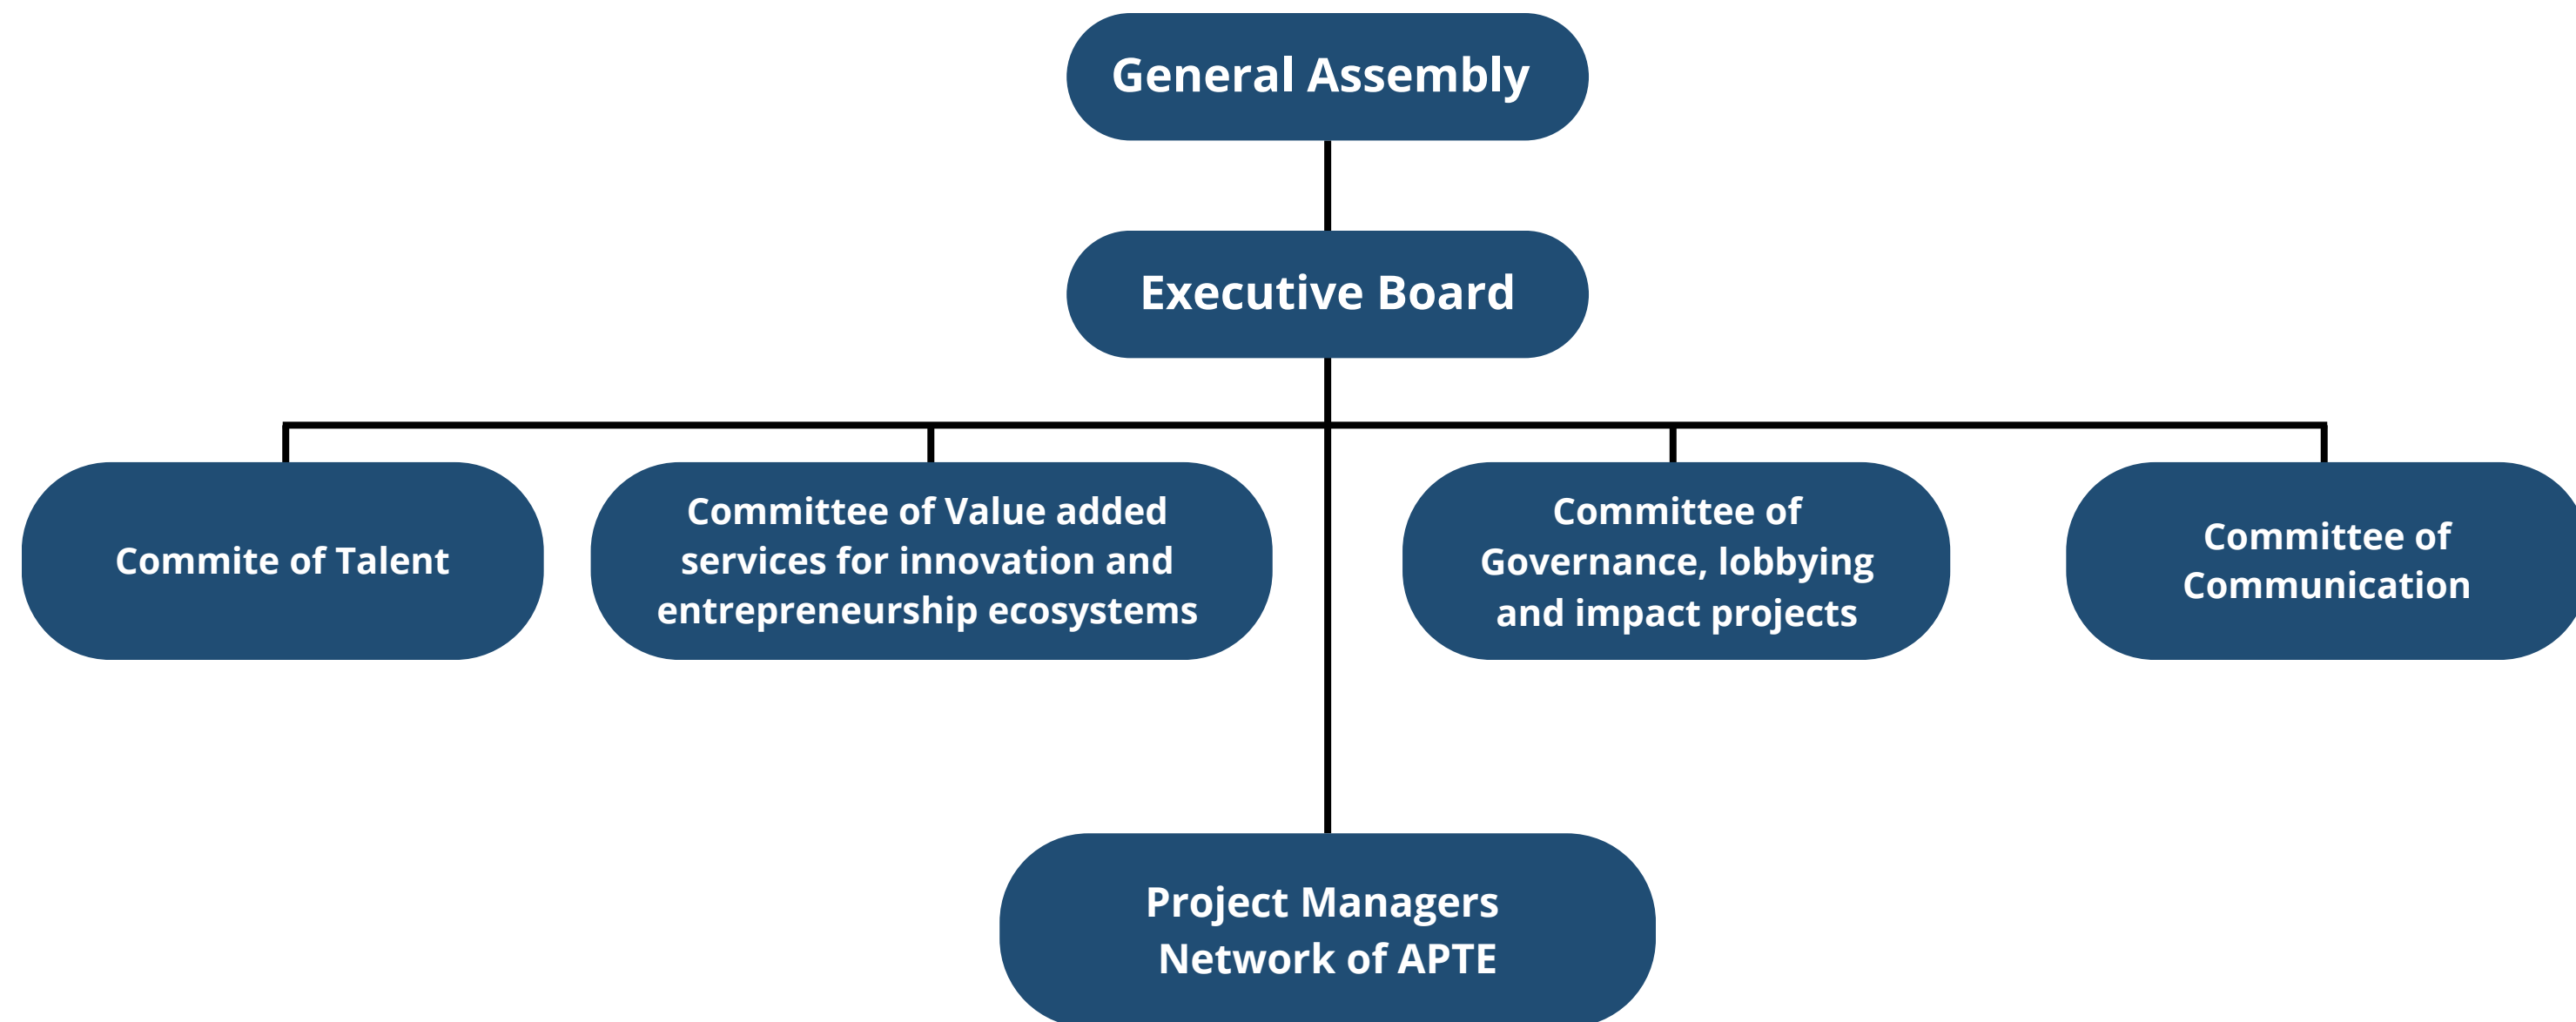 General Assembly
Executive Board
Commite of Talent
Committee of Value added
services for innovation and
entrepreneurship ecosystems
Committee of
Governance, lobbying
and impact projects
Committee of
Communication
Project Managers
Network of APTE